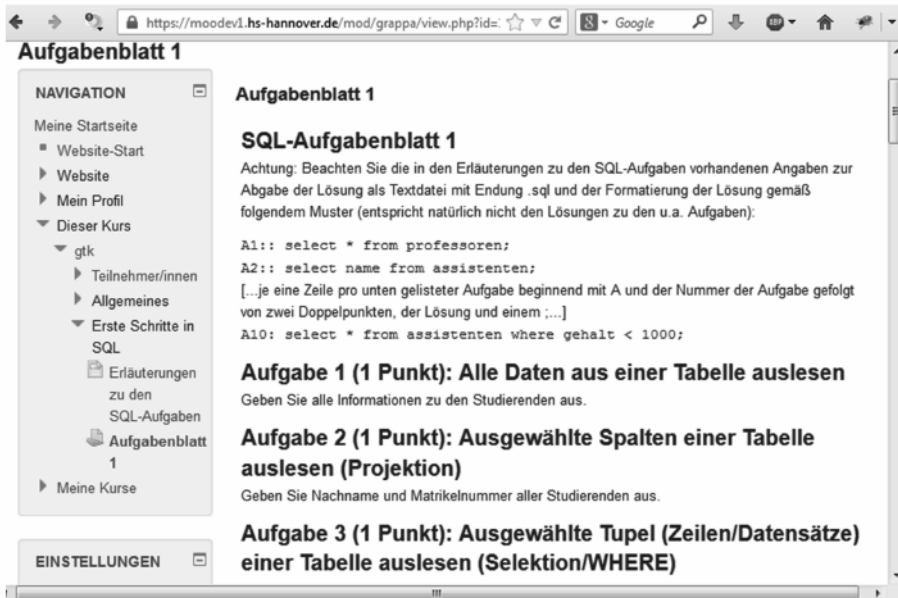 https://moodev1.hs-hannover.de/mod/grappa/view.php?id=
Google
ABP
Aufgabenblatt 1
NAVIGATION
Meine Startseite
Website-Start
Website
Mein Profil
Dieser Kurs
gtk
Teilnehmer/innen
Allgemeines
Erste Schritte in
SQL
Erläuterungen
zu den
SQL-Aufgaben
Aufgabenblatt
1
Meine Kurse
EINSTELLUNGEN
Aufgabenblatt 1
SQL-Aufgabenblatt 1
Achtung: Beachten Sie die in den Erläuterungen zu den SQL-Aufgaben vorhandenen Angaben zur
Abgabe der Lösung als Textdatei mit Endung .sql und der Formatierung der Lösung gemäß
folgendem Muster (entspricht natürlich nicht den Lösungen zu den u.a. Aufgaben):
A1:: select * from professoren;
A2:: select name from assistenten;
[...je eine Zeile pro unten gelisteter Aufgabe beginnend mit A und der Nummer der Aufgabe gefolgt
von zwei Doppelpunkten, der Lösung und einem ;...]
A10: select * from assistenten where gehalt < 1000;
Aufgabe 1 (1 Punkt): Alle Daten aus einer Tabelle auslesen
Geben Sie alle Informationen zu den Studierenden aus.
Aufgabe 2 (1 Punkt): Ausgewählte Spalten einer Tabelle
auslesen (Projektion)
Geben Sie Nachname und Matrikelnummer aller Studierenden aus.
Aufgabe 3 (1 Punkt): Ausgewählte Tupel (Zeilen/Datensätze)
einer Tabelle auslesen (Selektion/WHERE)